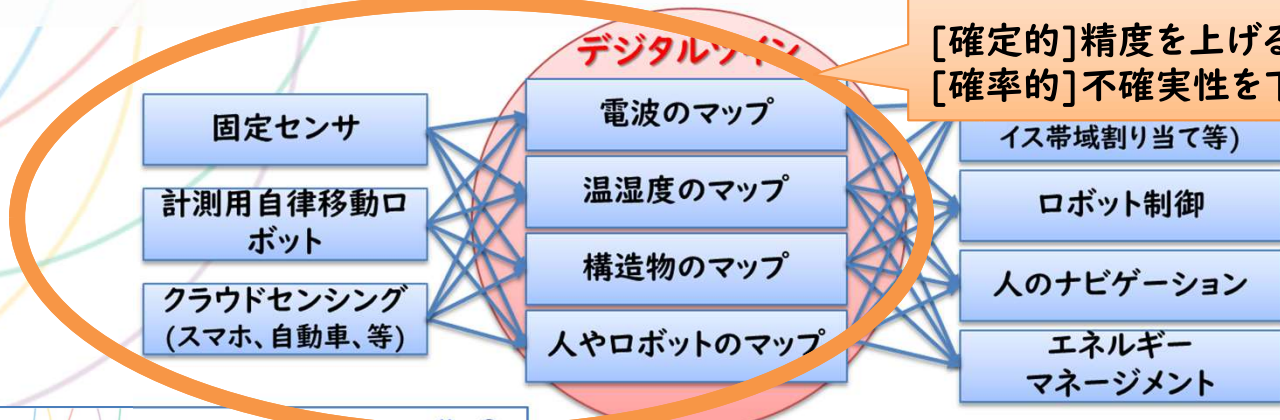 デジタルツイン
[確定的]精度を上げる
[確率的]不確実性を下
固定センサ
計測用自律移動ロ
ボット
クラウドセンシング
(スマホ、自動車、等)
電波のマップ
温湿度のマップ
構造物のマップ
人やロボットのマップ
イス帯域割り当て等)
ロボット制御
人のナビゲーション
エネルギー
マネージメント